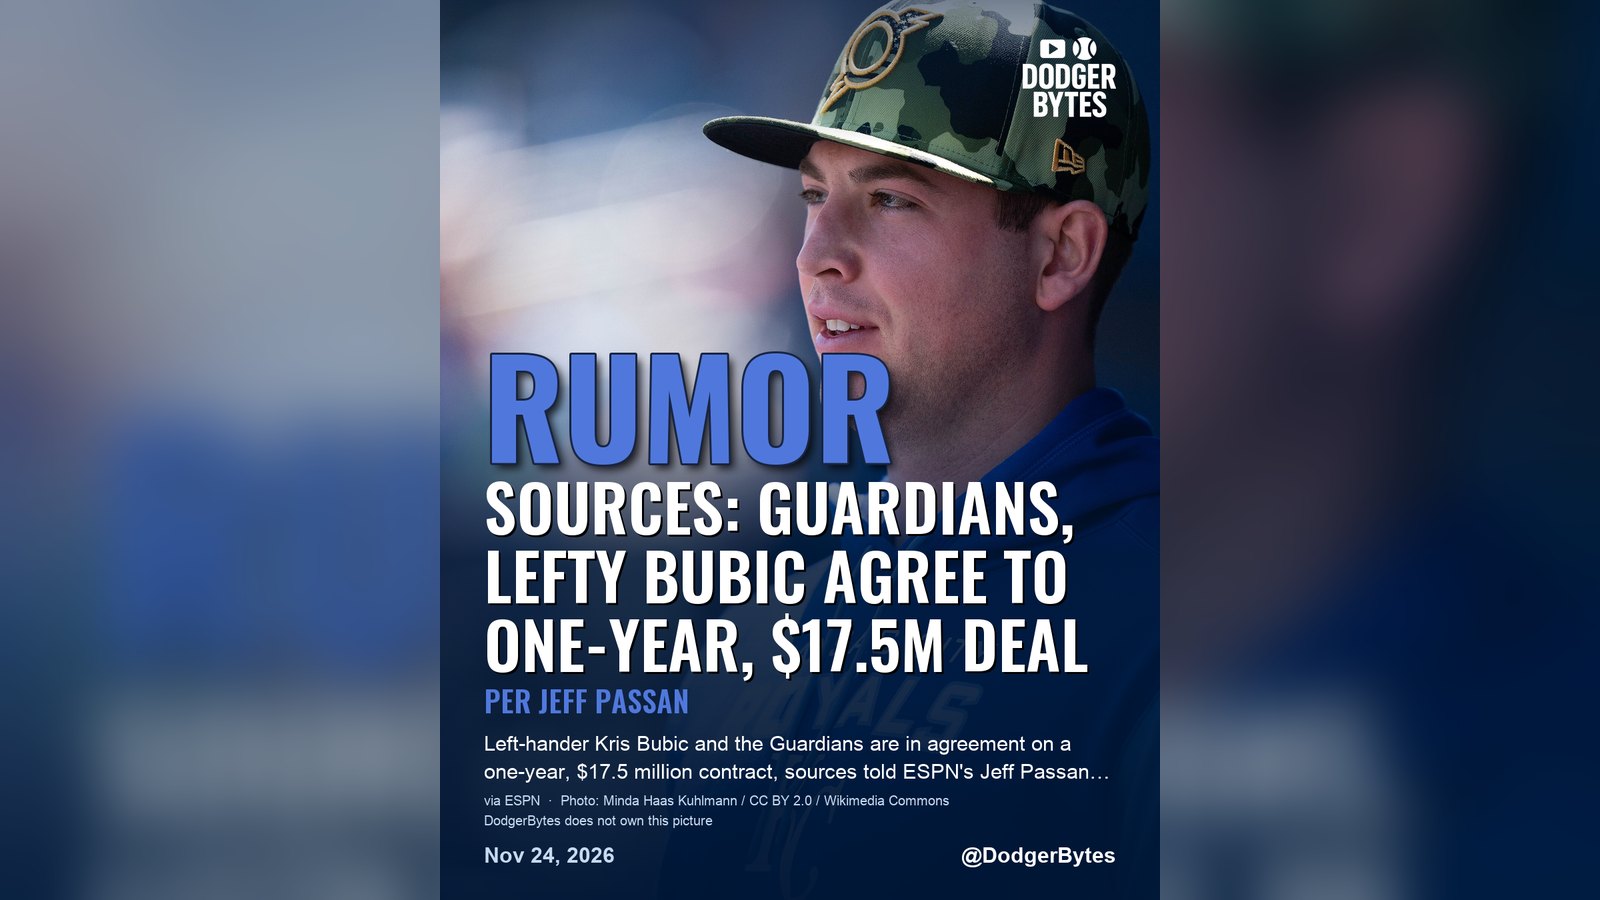 DODGER
BYTES
RUMOR
SOURCES: GUARDIANS,
LEFTY BUBIC AGREE TO
ONE-YEAR, $17.5M DEAL
PER JEFF PASSAN
ROYALS
Left-hander Kris Bubic and the Guardians are in agreement on a
one-year, $17.5 million contract, sources told ESPN's Jeff Passan…
via ESPN · Photo: Minda Haas Kuhlmann / CC BY 2.0 / Wikimedia Commons
DodgerBytes does not own this picture
Nov 24, 2026
@DodgerBytes